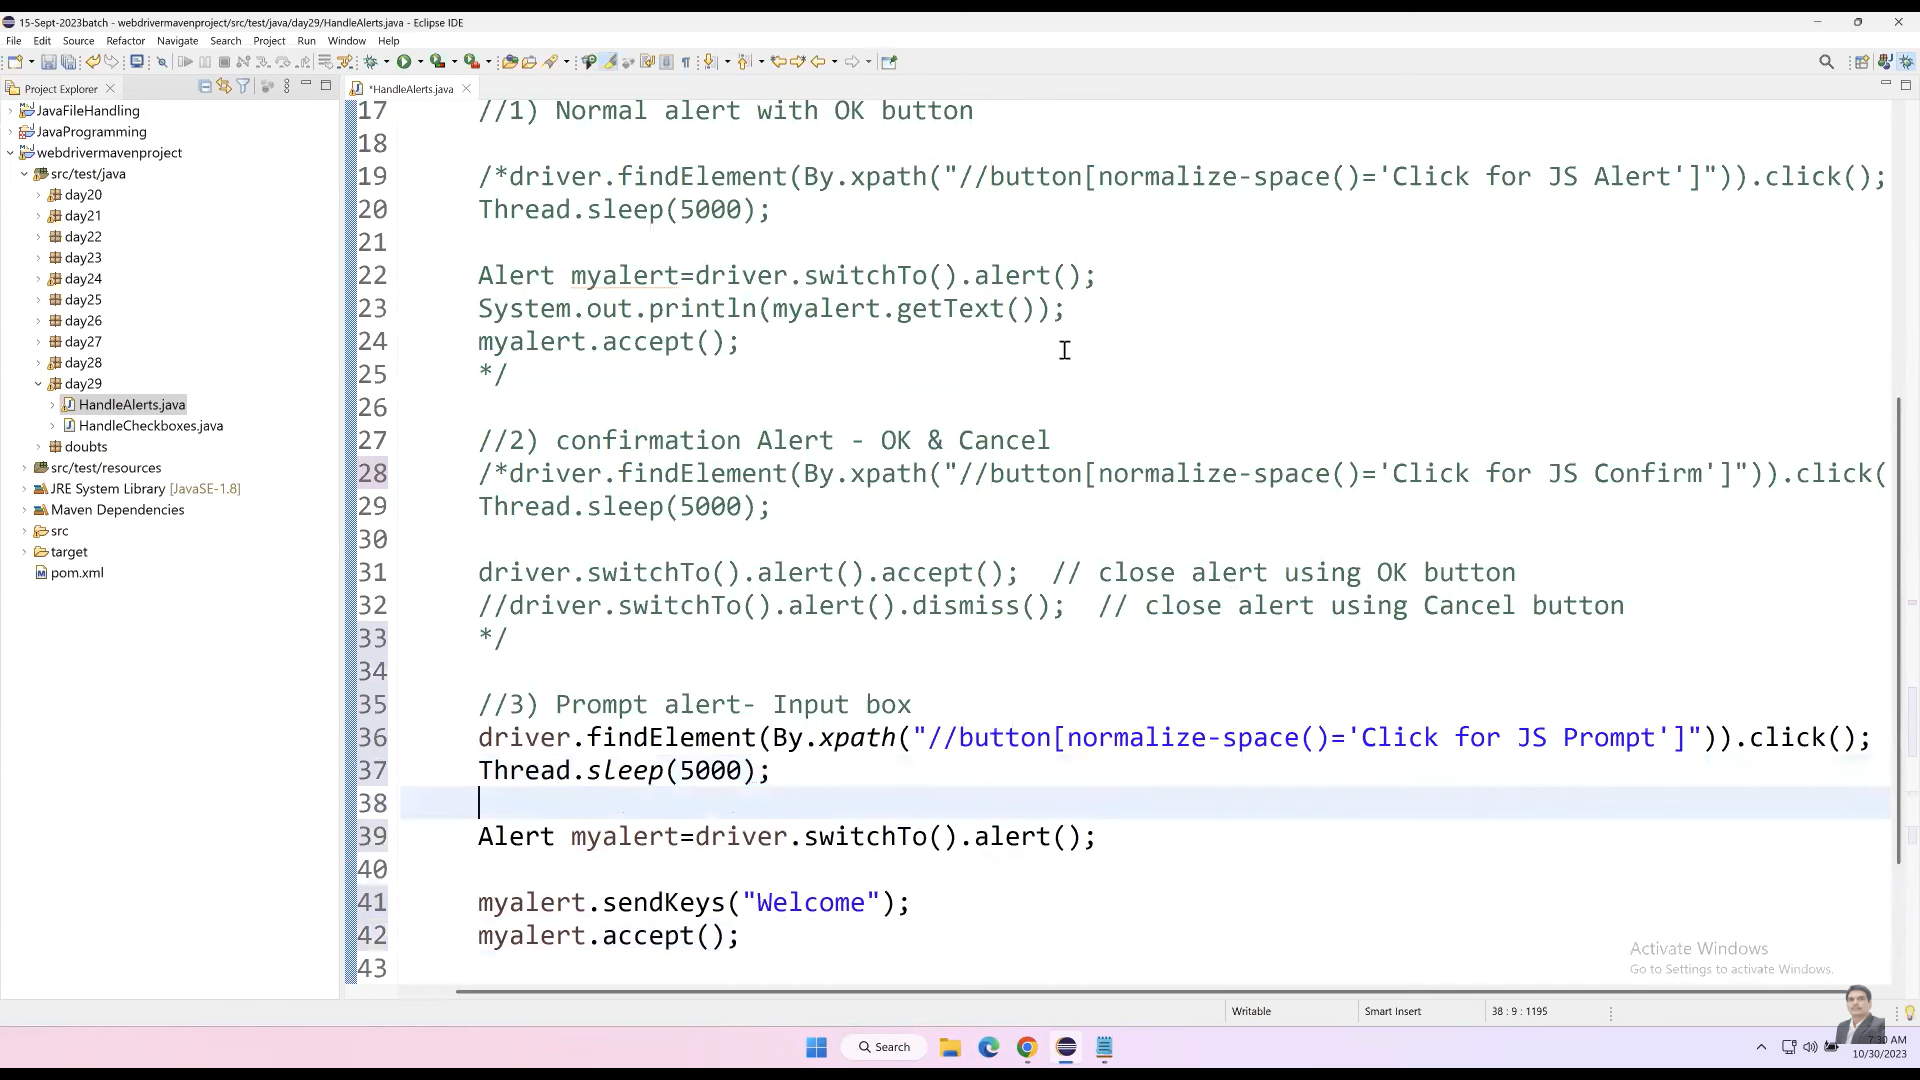 15-Sept-2023batch - webdrivermavenproject/src/test/java/day29/HandleAlerts.java - Eclipse IDE
File Edit Source Refactor Navigate Search Project Run Window Help
Project Explorer
*HandleAlerts.java
JavaFileHandling
JavaProgramming
webdrivermavenproject
src/test/java
day20
day21
day22
day23
day24
day25
day26
day27
day28
day29
HandleAlerts.java
HandleCheckboxes.java
doubts
src/test/resources
JRE System Library [JavaSE-1.8]
Maven Dependencies
src
target
pom.xml
17 //1) Normal alert with OK button
18
19 /*driver.findElement(By.xpath("//button[normalize-space()='Click for JS Alert']")).click();
20 Thread.sleep(5000);
21
22 Alert myalert=driver.switchTo().alert();
23 System.out.println(myalert.getText());
24 myalert.accept();
25 */
26
27 //2) confirmation Alert - OK & Cancel
28 /*driver.findElement(By.xpath("//button[normalize-space()='Click for JS Confirm']")).click(
29 Thread.sleep(5000);
30
31 driver.switchTo().alert().accept(); // close alert using OK button
32 //driver.switchTo().alert().dismiss(); // close alert using Cancel button
33 */
34
35 //3) Prompt alert- Input box
36 driver.findElement(By.xpath("//button[normalize-space()='Click for JS Prompt']")).click();
37 Thread.sleep(5000);
38
39 Alert myalert=driver.switchTo().alert();
40
41 myalert.sendKeys("Welcome");
42 myalert.accept();
43
Activate Windows
Go to Settings to activate Windows.
Writable Smart Insert 38 : 9 : 1195
Search
7:30 AM
10/30/2023